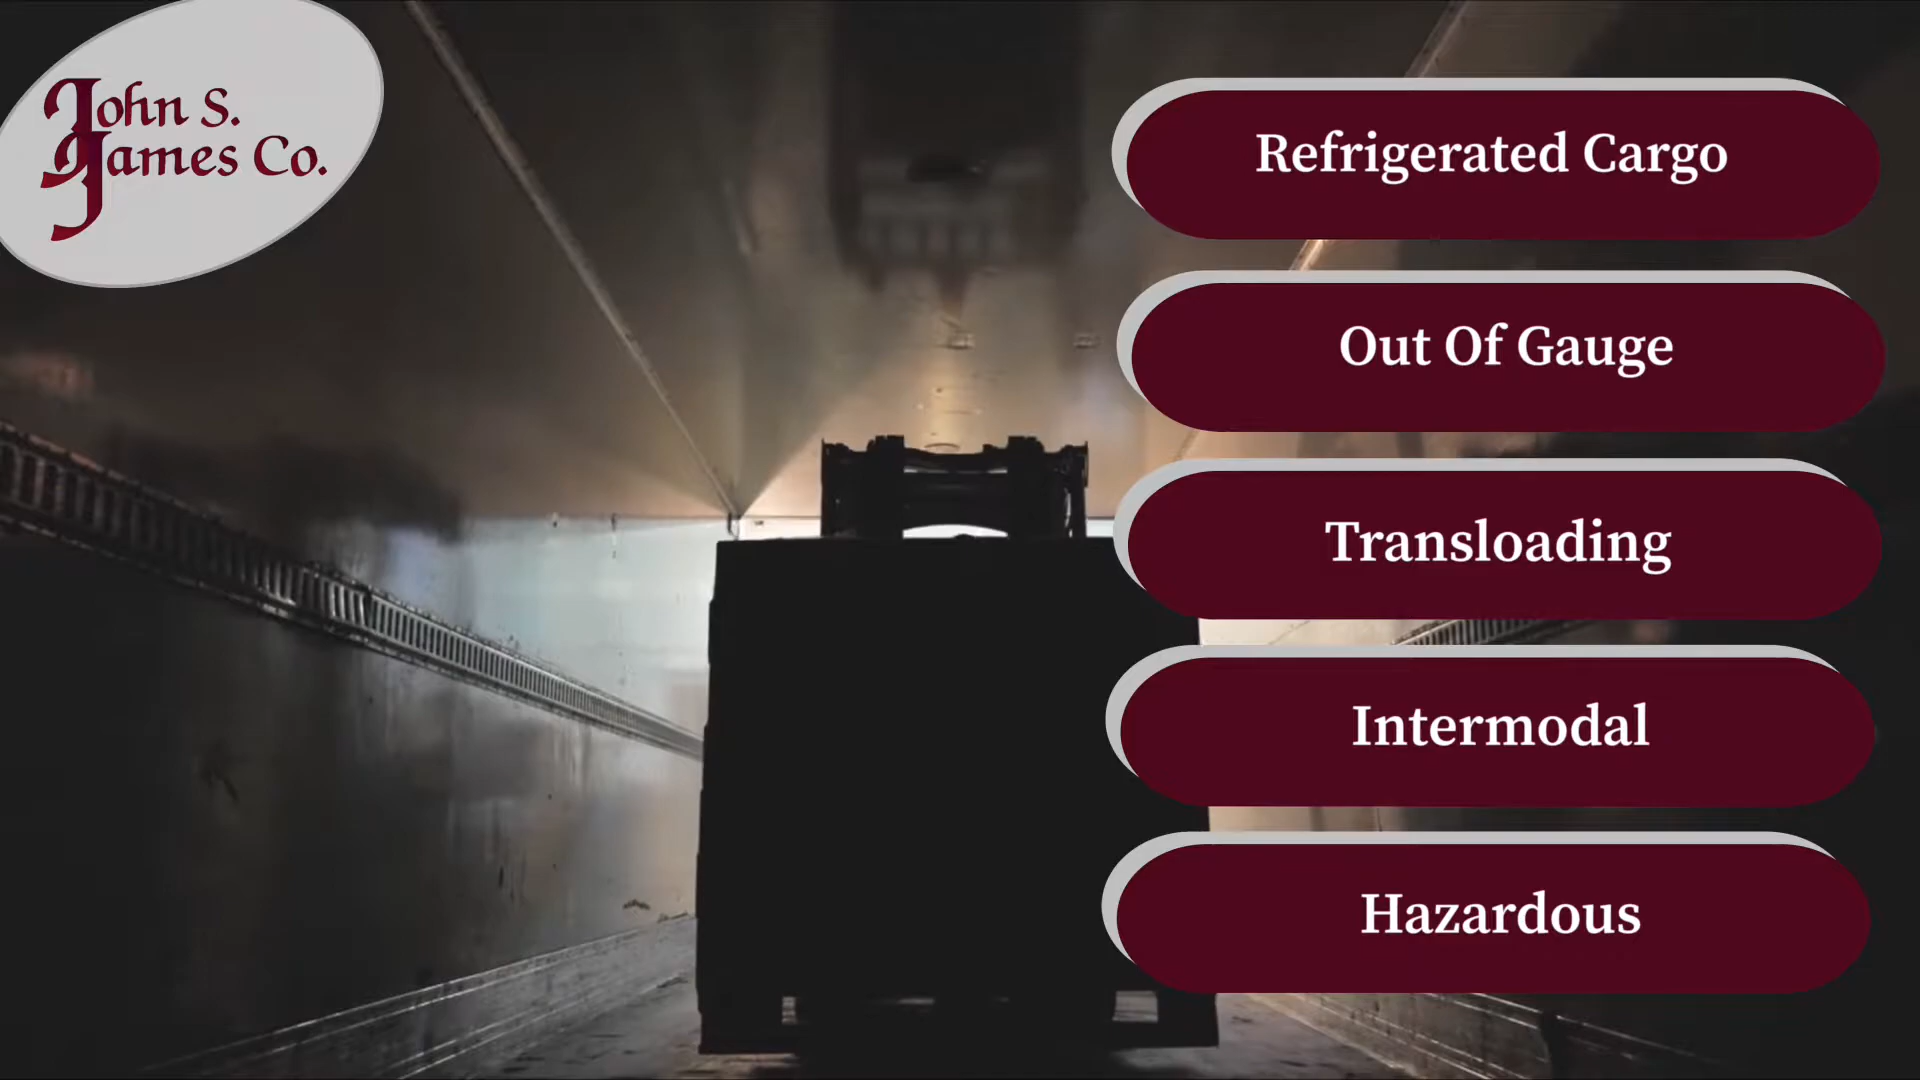 John S.
James Co.
Refrigerated Cargo
Out Of Gauge
Transloading
Intermodal
Hazardous